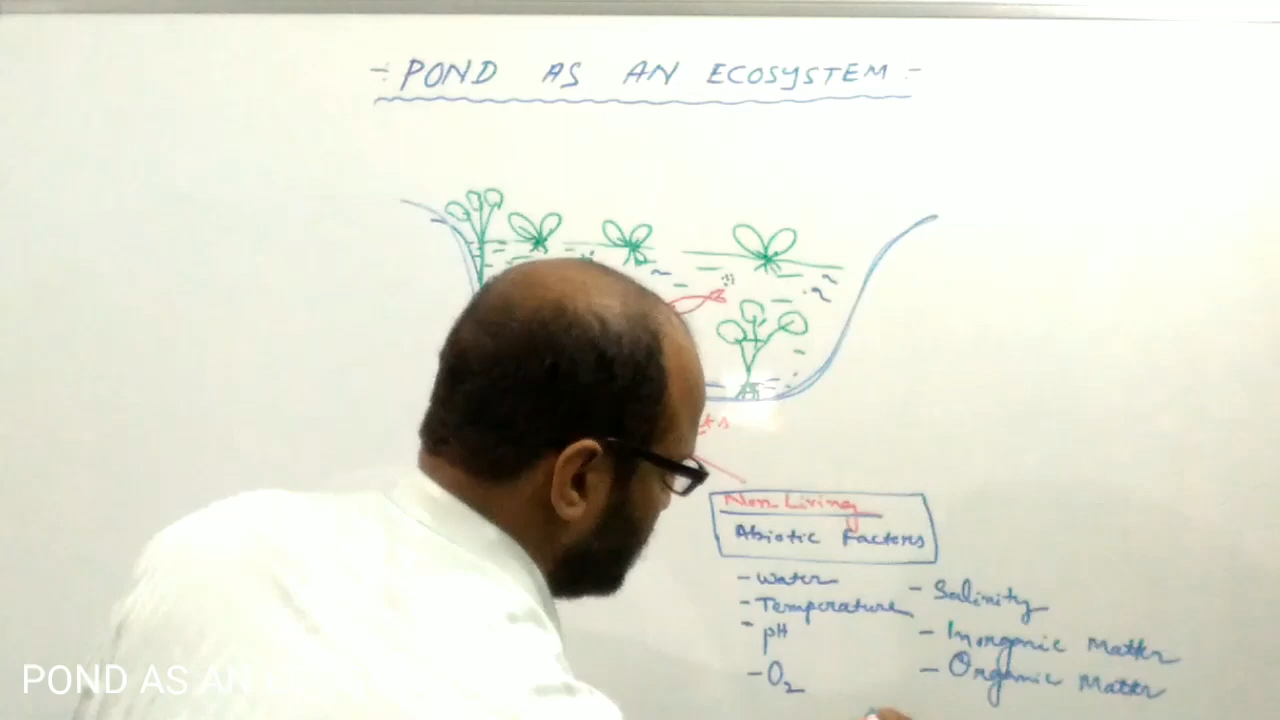 - POND AS AN ECOSYSTEM -
Non-Living
Abiotic Factors
- Water
- Temperature
- pH
- O2
- Salinity
- Inorganic Matter
- Organic Matter
POND AS AN